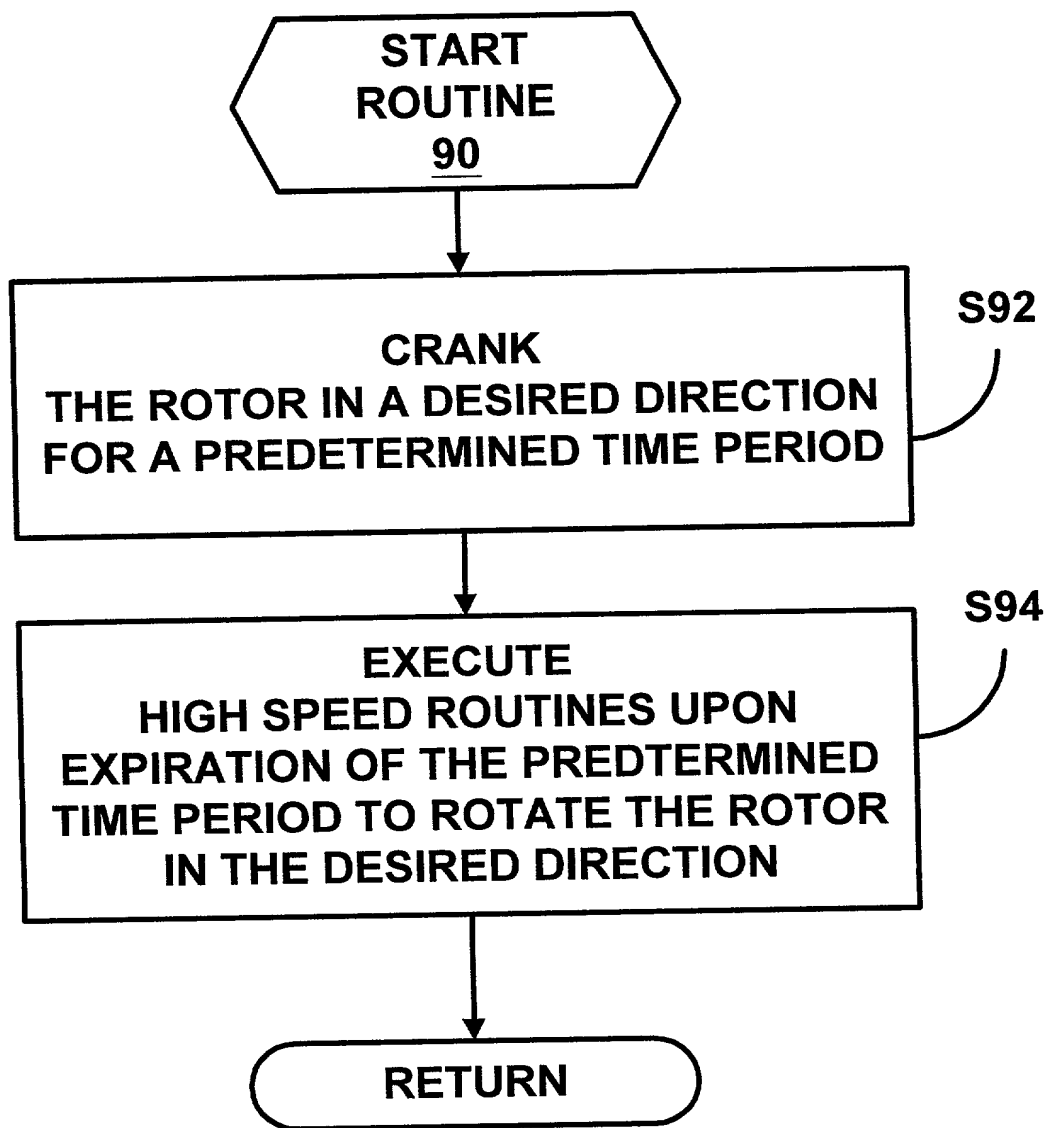 START
ROUTINE
90
S92
CRANK
THE ROTOR IN A DESIRED DIRECTION
FOR A PREDETERMINED TIME PERIOD
S94
EXECUTE
HIGH SPEED ROUTINES UPON
EXPIRATION OF THE PREDTERMINED
TIME PERIOD TO ROTATE THE ROTOR
IN THE DESIRED DIRECTION
RETURN